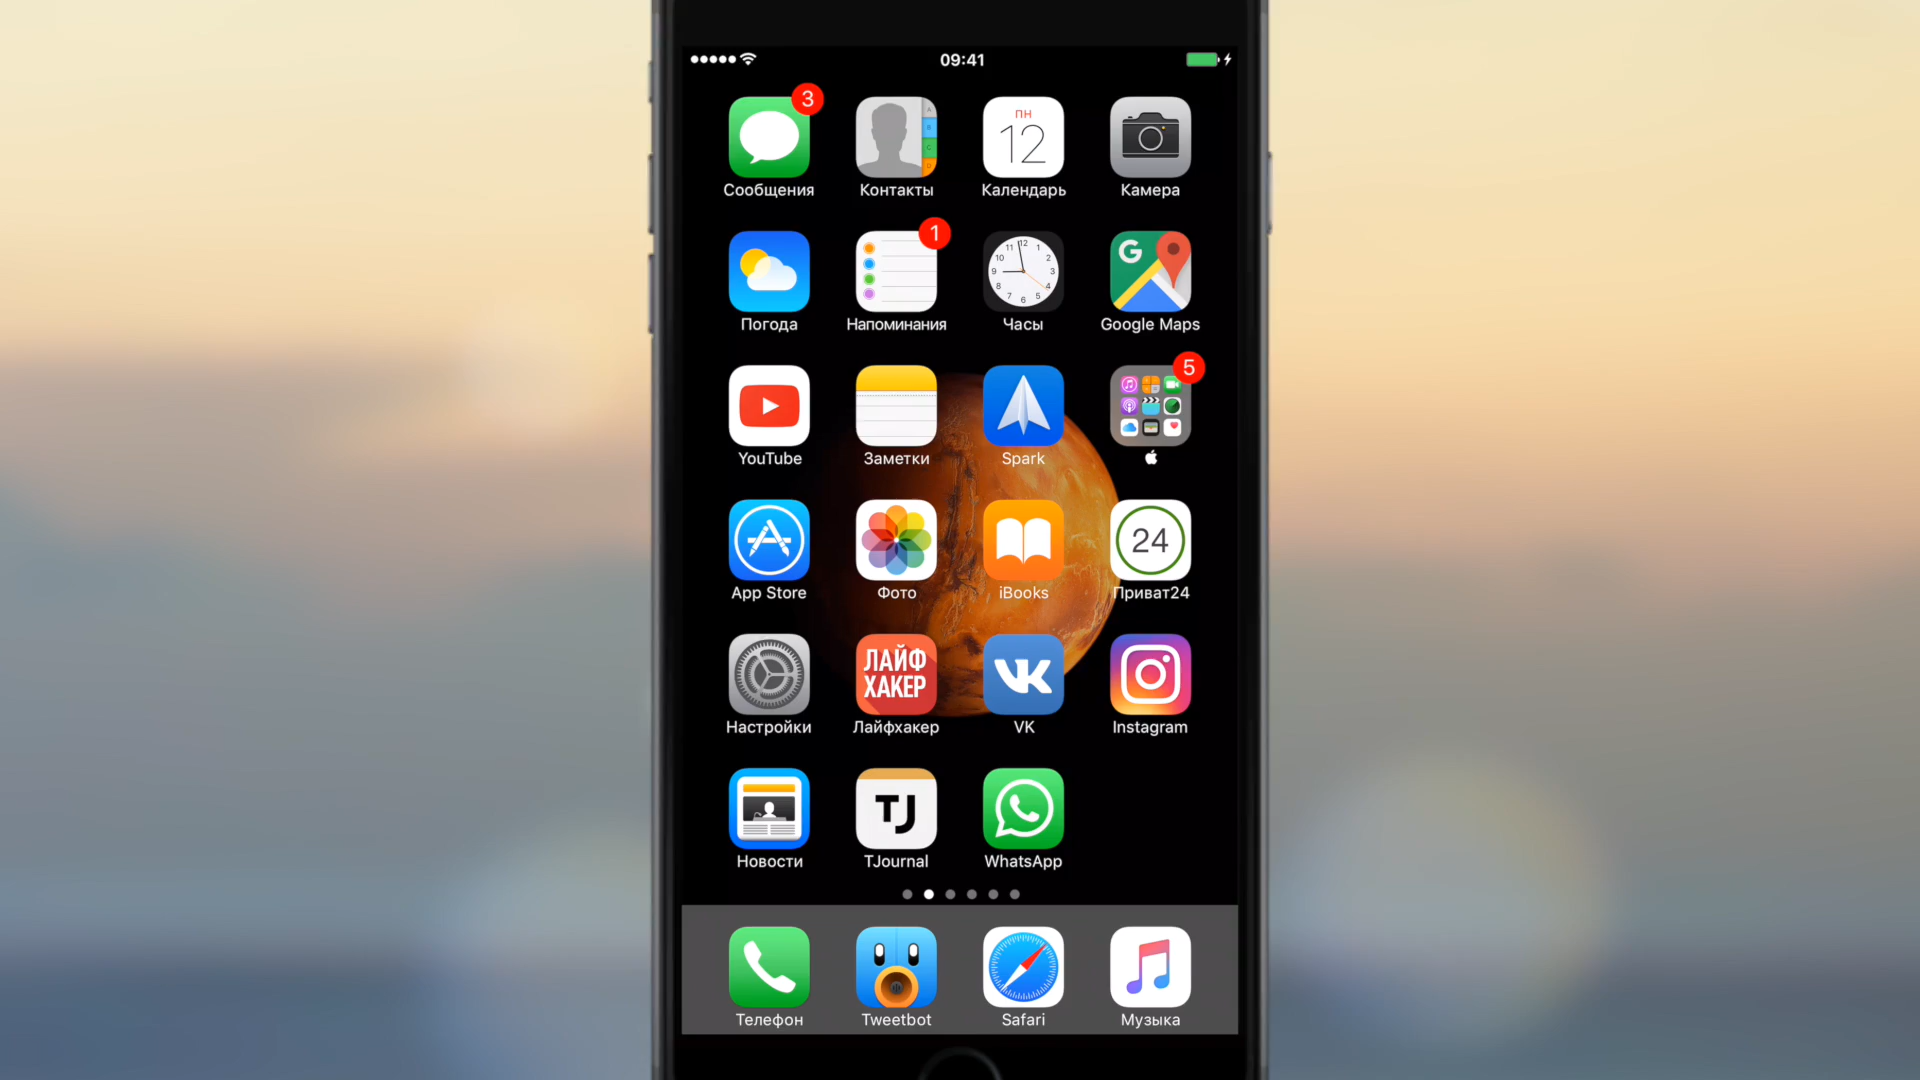 09:41
3
ПН
12
Сообщения Контакты Календарь Камера
1
G
Погода Напоминания Часы Google Maps
5
YouTube Заметки Spark
24
App Store Фото iBooks Приват24
ЛАЙФ
ХАКЕР
VK
Настройки Лайфхакер VK Instagram
TJ
Новости TJournal WhatsApp
Телефон Tweetbot Safari Музыка